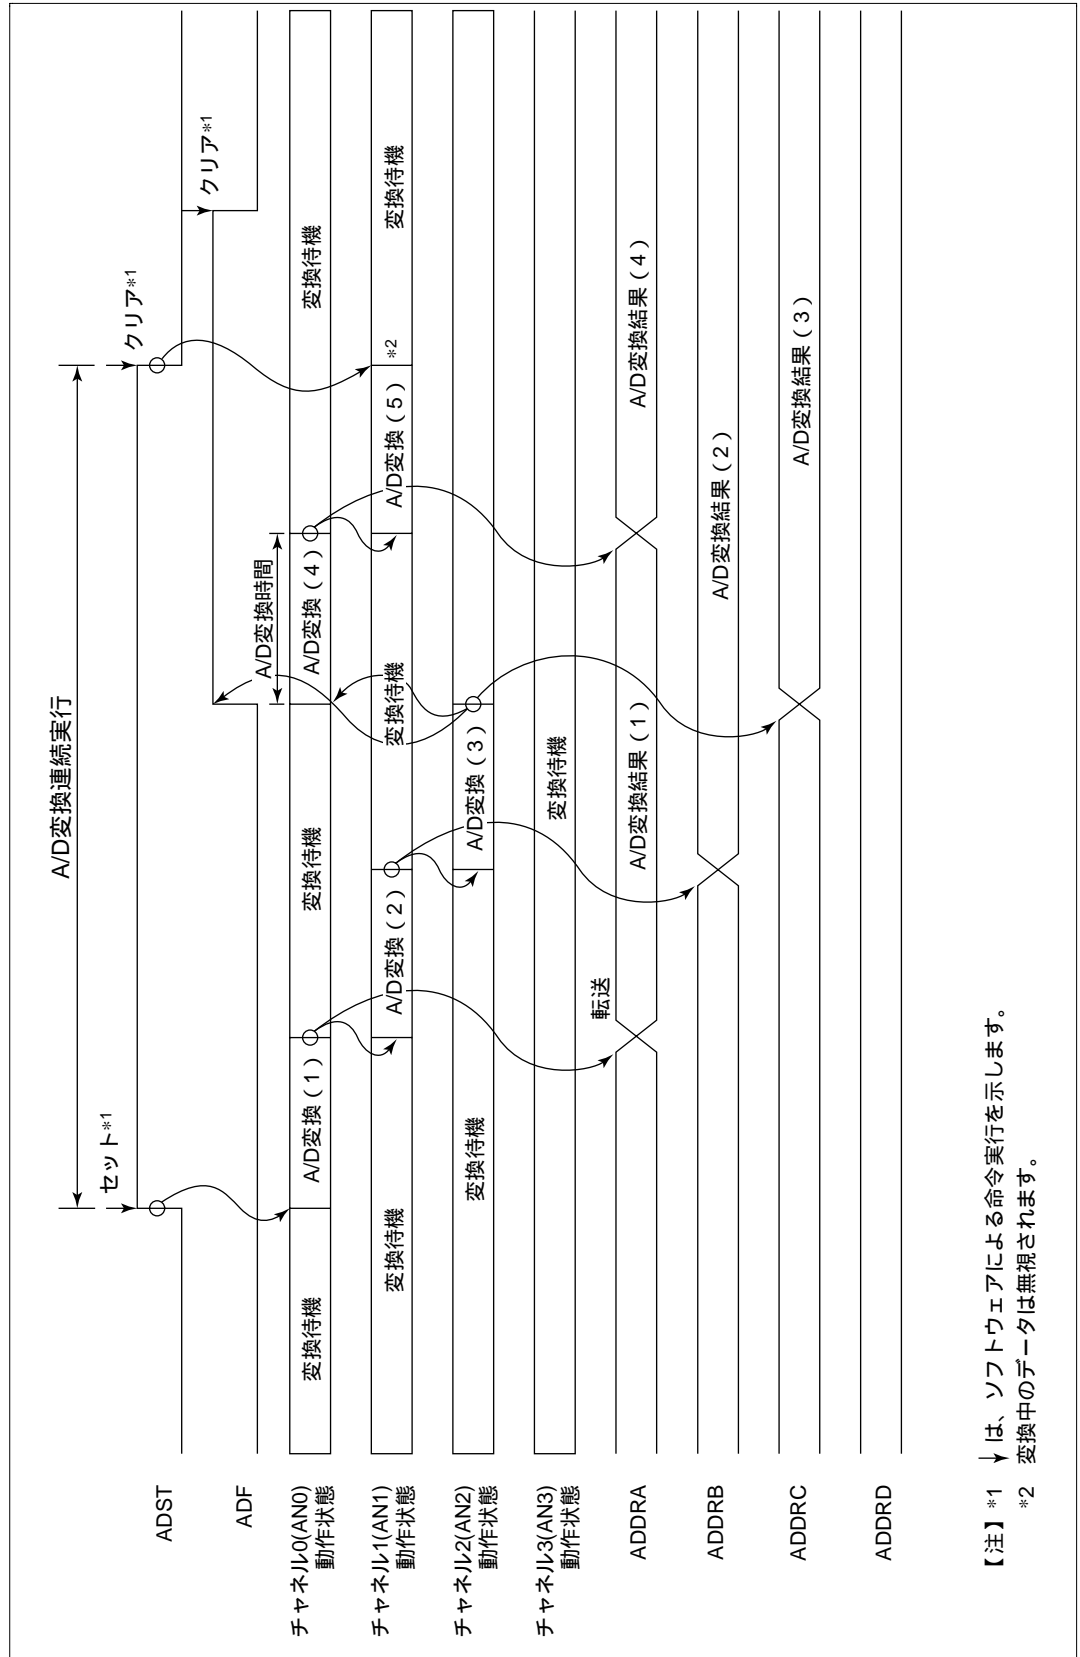 A/D変換連続実行
セット*1
クリア*1
ADST
クリア*1
ADF
A/D変換時間
チャネル0(AN0)
動作状態
変換待機
A/D変換(1)
変換待機
A/D変換(4)
変換待機
チャネル1(AN1)
動作状態
変換待機
A/D変換(2)
変換待機
A/D変換(5)
*2
変換待機
チャネル2(AN2)
動作状態
変換待機
A/D変換(3)
チャネル3(AN3)
動作状態
変換待機
転送
ADDRA
A/D変換結果(1)
A/D変換結果(4)
ADDRB
A/D変換結果(2)
ADDRC
A/D変換結果(3)
ADDRD
【注】*1 ↓は、ソフトウェアによる命令実行を示します。
*2 変換中のデータは無視されます。